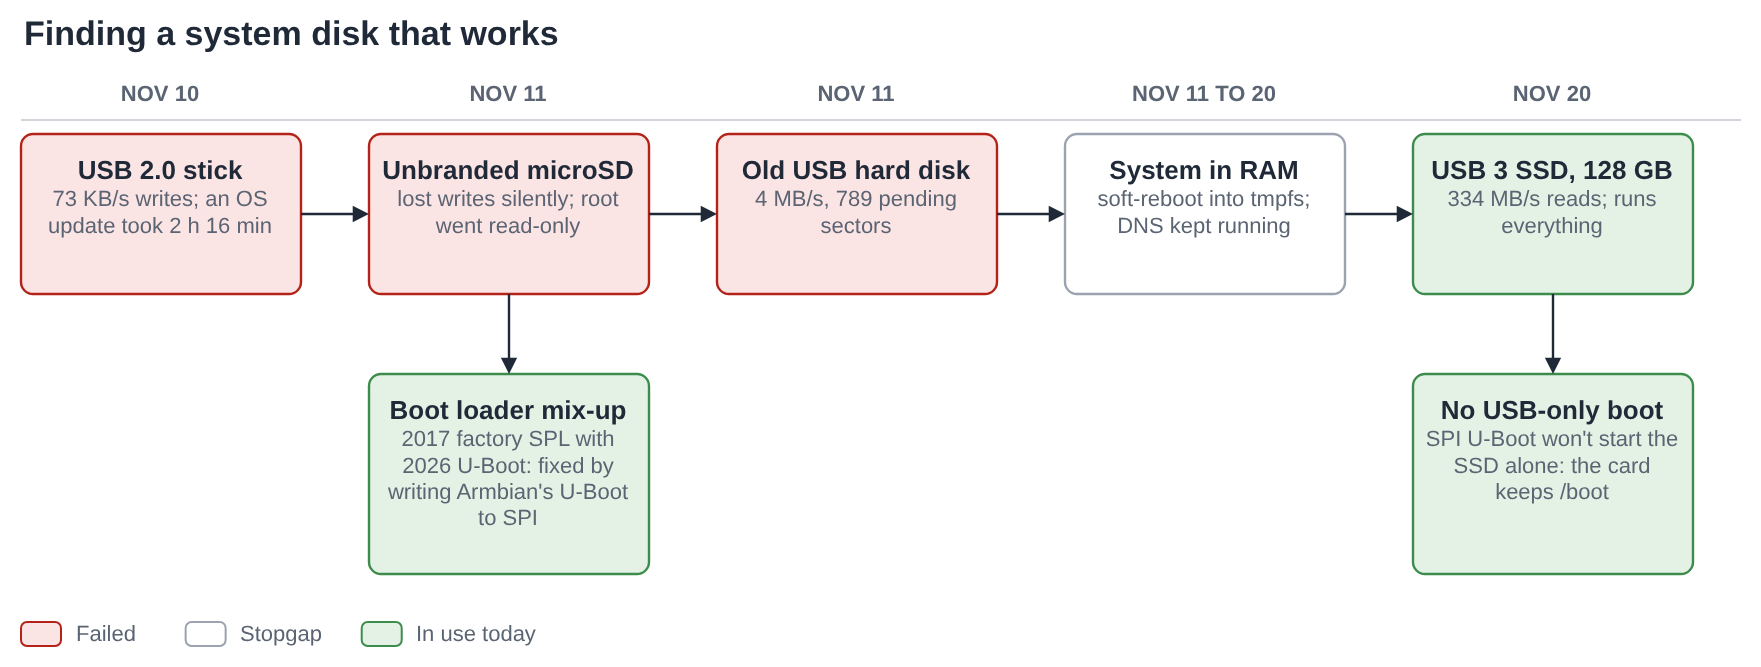 Finding a system disk that works
NOV 10
NOV 11
NOV 11
NOV 11 TO 20
NOV 20
USB 2.0 stick
73 KB/s writes; an OS
update took 2 h 16 min
Unbranded microSD
lost writes silently; root
went read-only
Old USB hard disk
4 MB/s, 789 pending
sectors
System in RAM
soft-reboot into tmpfs;
DNS kept running
USB 3 SSD, 128 GB
334 MB/s reads; runs
everything
Boot loader mix-up
2017 factory SPL with
2026 U-Boot: fixed by
writing Armbian's U-Boot
to SPI
No USB-only boot
SPI U-Boot won't start the
SSD alone: the card
keeps /boot
Failed
Stopgap
In use today